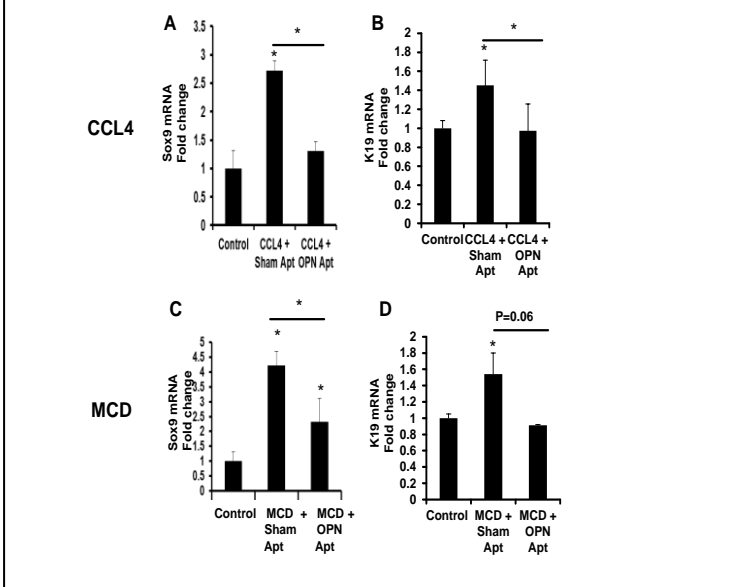 A
*
3.5
3
2.5
2
1.5
1
0.5
0
*
Sox9 mRNA
Fold change
Control CCL4 + CCL4 +
Sham Apt OPN Apt
B
*
2
1.8
1.6
1.4
1.2
1
0.8
0.6
0.4
0.2
0
*
K19 mRNA
Fold change
Control CCL4 + CCL4 +
Sham OPN
Apt Apt
CCL4
C
*
5
4.5
4
3.5
3
2.5
2
1.5
1
0.5
0
*
*
Sox9 mRNA
Fold change
Control MCD + MCD +
Sham OPN
Apt Apt
D
P=0.06
2
1.8
1.6
1.4
1.2
1
0.8
0.6
0.4
0.2
0
*
K19 mRNA
Fold change
Control MCD + MCD +
Sham OPN
Apt Apt
MCD